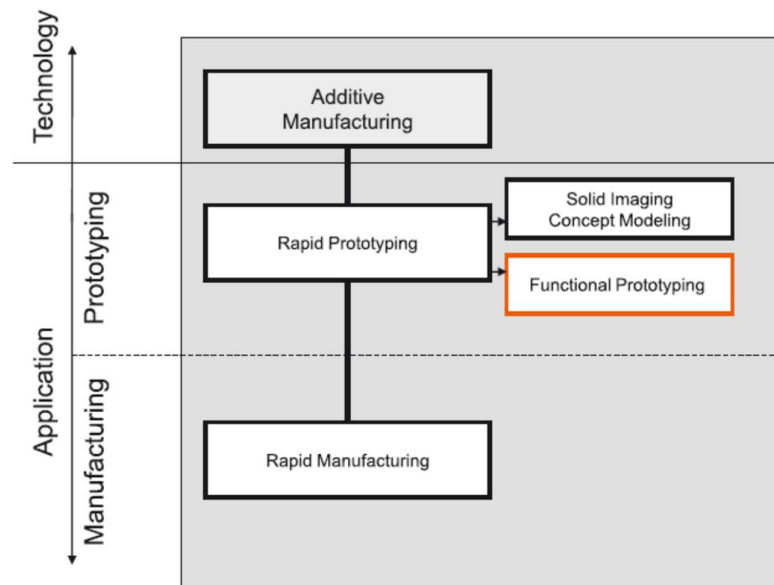 Technology
Additive
Manufacturing
Application
Prototyping
Rapid Prototyping
Solid Imaging
Concept Modeling
Functional Prototyping
Manufacturing
Rapid Manufacturing